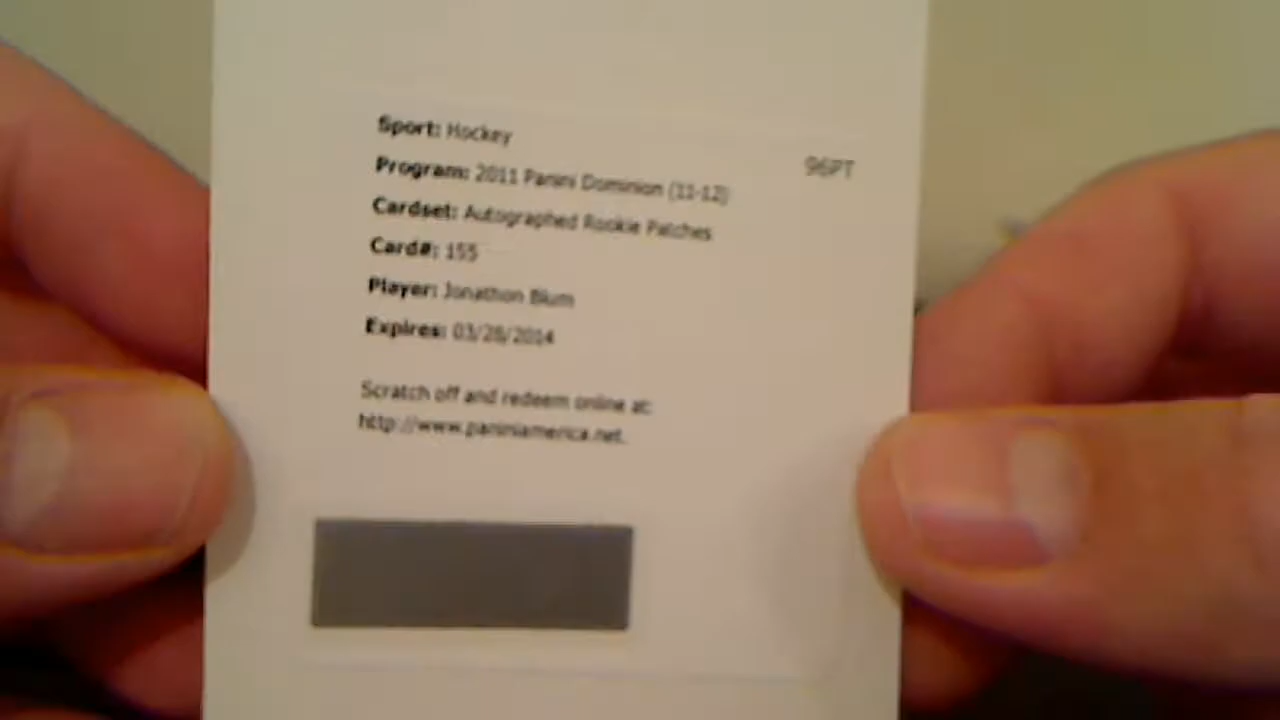 Sport: Hockey
96PT
Program: 2011 Panini Dominion (11-12)
Cardset: Autographed Rookie Patches
Card#: 155
Player: Jonathon Blum
Expires: 03/28/2014
Scratch off and redeem online at:
http://www.paniniamerica.net.